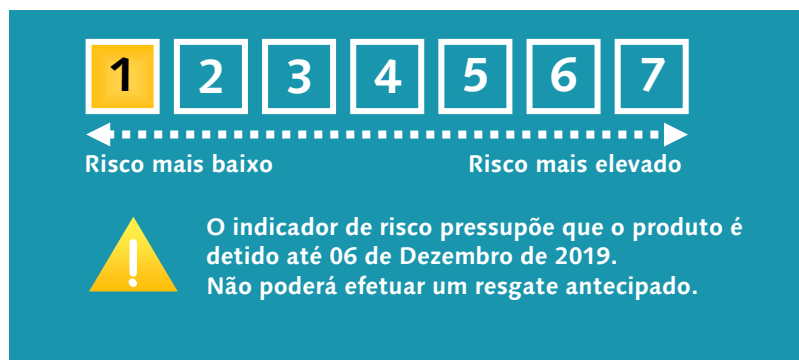 1 2 3 4 5 6 7
Risco mais baixo Risco mais elevado
O indicador de risco pressupõe que o produto é
detido até 06 de Dezembro de 2019.
Não poderá efetuar um resgate antecipado.